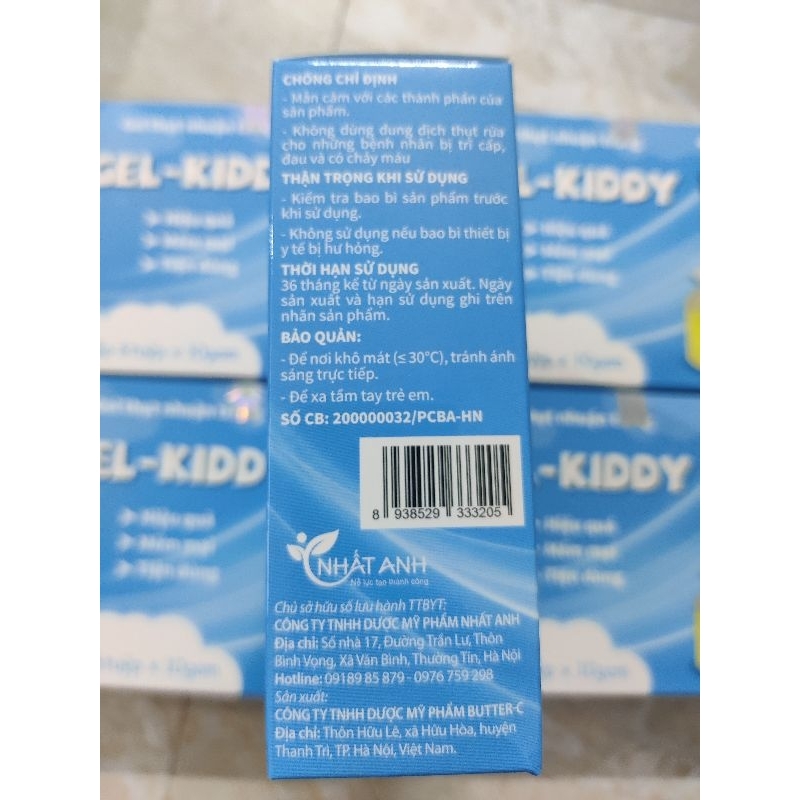 CHỐNG CHỈ ĐỊNH
- Mẫn cảm với các thành phần của
sản phẩm.
- Không dùng dung dịch thụt rửa
cho những bệnh nhân bị trĩ cấp,
đau và có chảy máu
THẬN TRỌNG KHI SỬ DỤNG
- Kiểm tra bao bì sản phẩm trước
khi sử dụng.
- Không sử dụng nếu bao bì thiết bị
y tế bị hư hỏng.
THỜI HẠN SỬ DỤNG
36 tháng kể từ ngày sản xuất. Ngày
sản xuất và hạn sử dụng ghi trên
nhãn sản phẩm.
BẢO QUẢN:
- Để nơi khô mát (≤ 30°C), tránh ánh
sáng trực tiếp.
- Để xa tầm tay trẻ em.
SỐ CB: 200000032/PCBA-HN
8 938529 333205
NHẤT ANH
Nỗ lực tạo thành công
Chủ sở hữu số lưu hành TTBYT:
CÔNG TY TNHH DƯỢC MỸ PHẨM NHẤT ANH
Địa chỉ: Số nhà 17, Đường Trần Lư, Thôn
Bình Vọng, Xã Văn Bình, Thường Tín, Hà Nội
Hotline: 09189 85 879 - 0976 759 298
Sản xuất:
CÔNG TY TNHH DƯỢC MỸ PHẨM BUTTER-C
Địa chỉ: Thôn Hữu Lê, xã Hữu Hòa, huyện
Thanh Trì, TP. Hà Nội, Việt Nam.
GEL-KIDD
L-KIDDY
EL-KIDD
-KIDDY